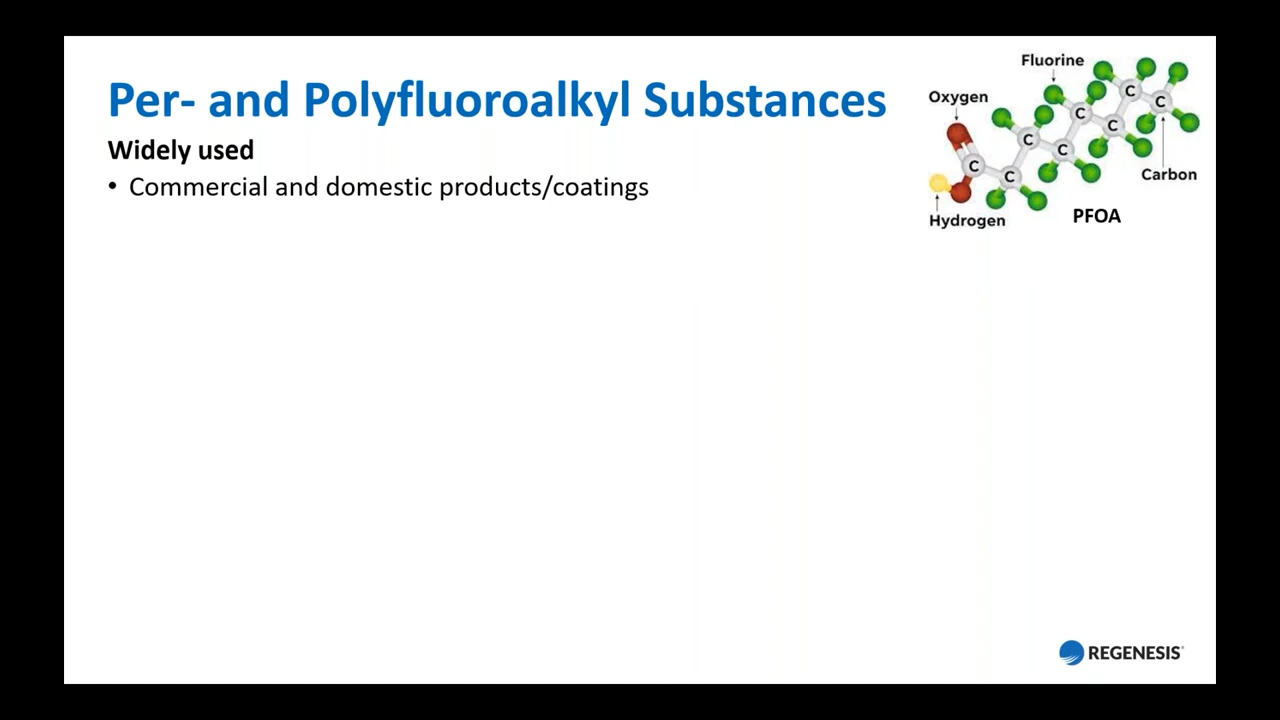 Per- and Polyfluoroalkyl Substances
Widely used
• Commercial and domestic products/coatings
Fluorine
Oxygen
C
C
C
C
C
C
C
C
Carbon
Hydrogen
PFOA
REGENESIS®